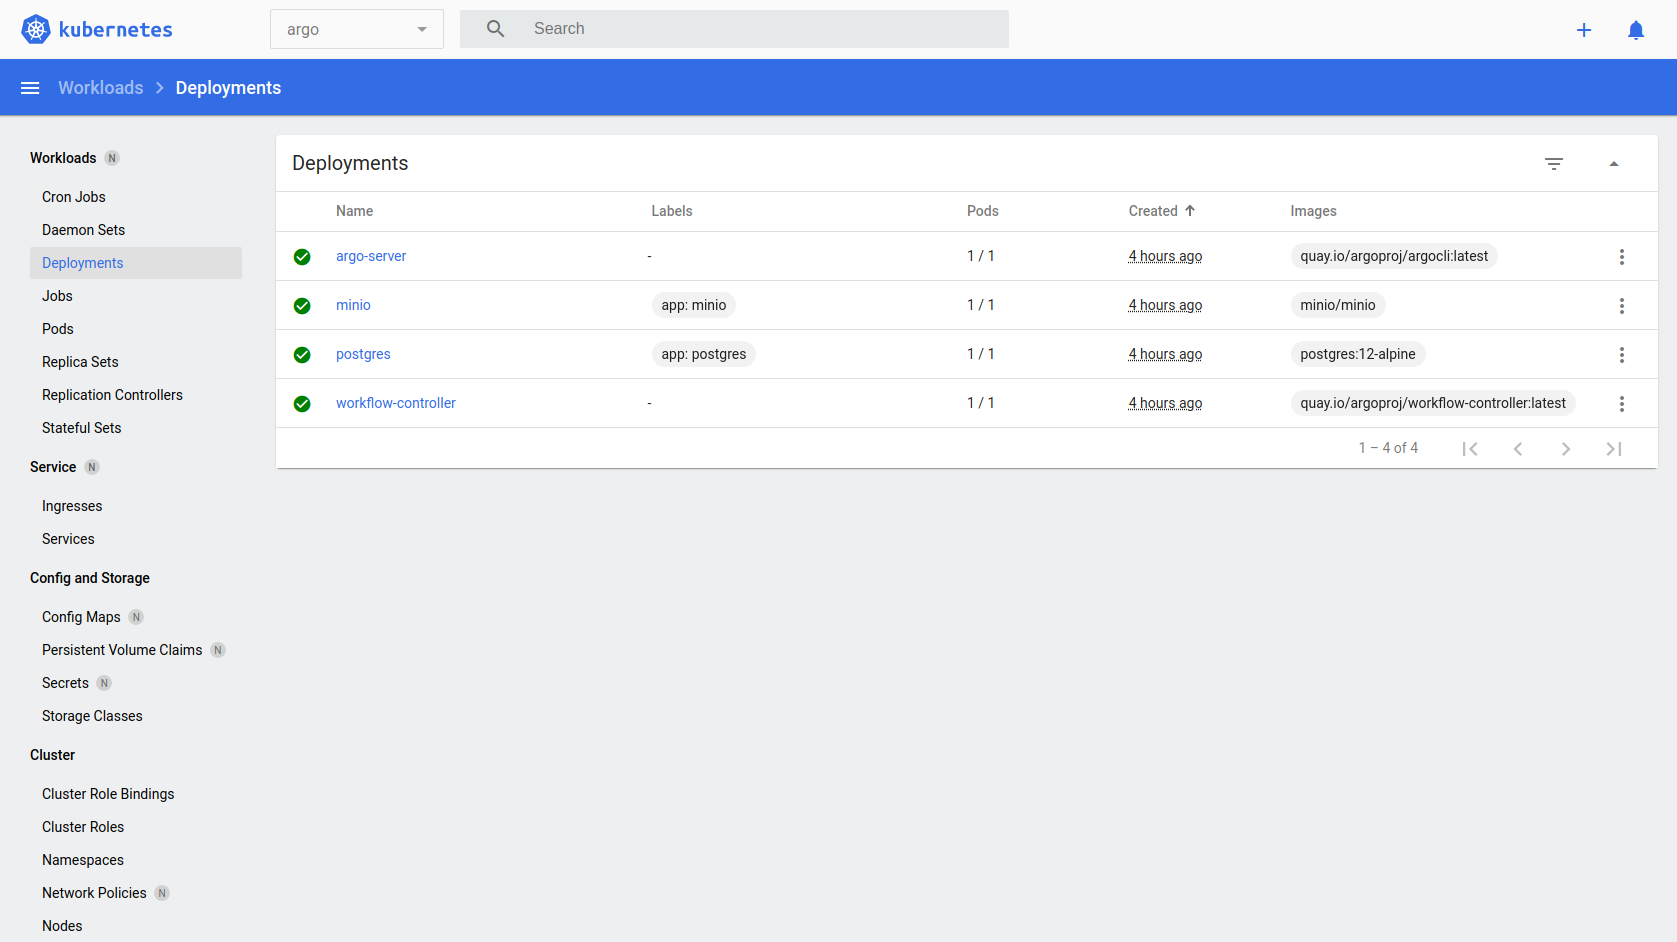 kubernetes
argo
Search
Workloads
Deployments
Workloads N
Cron Jobs
Daemon Sets
Deployments
Jobs
Pods
Replica Sets
Replication Controllers
Stateful Sets
Service N
Ingresses
Services
Config and Storage
Config Maps N
Persistent Volume Claims N
Secrets N
Storage Classes
Cluster
Cluster Role Bindings
Cluster Roles
Namespaces
Network Policies N
Nodes
Deployments
Name Labels Pods Created Images
argo-server - 1 / 1 4 hours ago quay.io/argoproj/argocli:latest
minio app: minio 1 / 1 4 hours ago minio/minio
postgres app: postgres 1 / 1 4 hours ago postgres:12-alpine
workflow-controller - 1 / 1 4 hours ago quay.io/argoproj/workflow-controller:latest
1 – 4 of 4